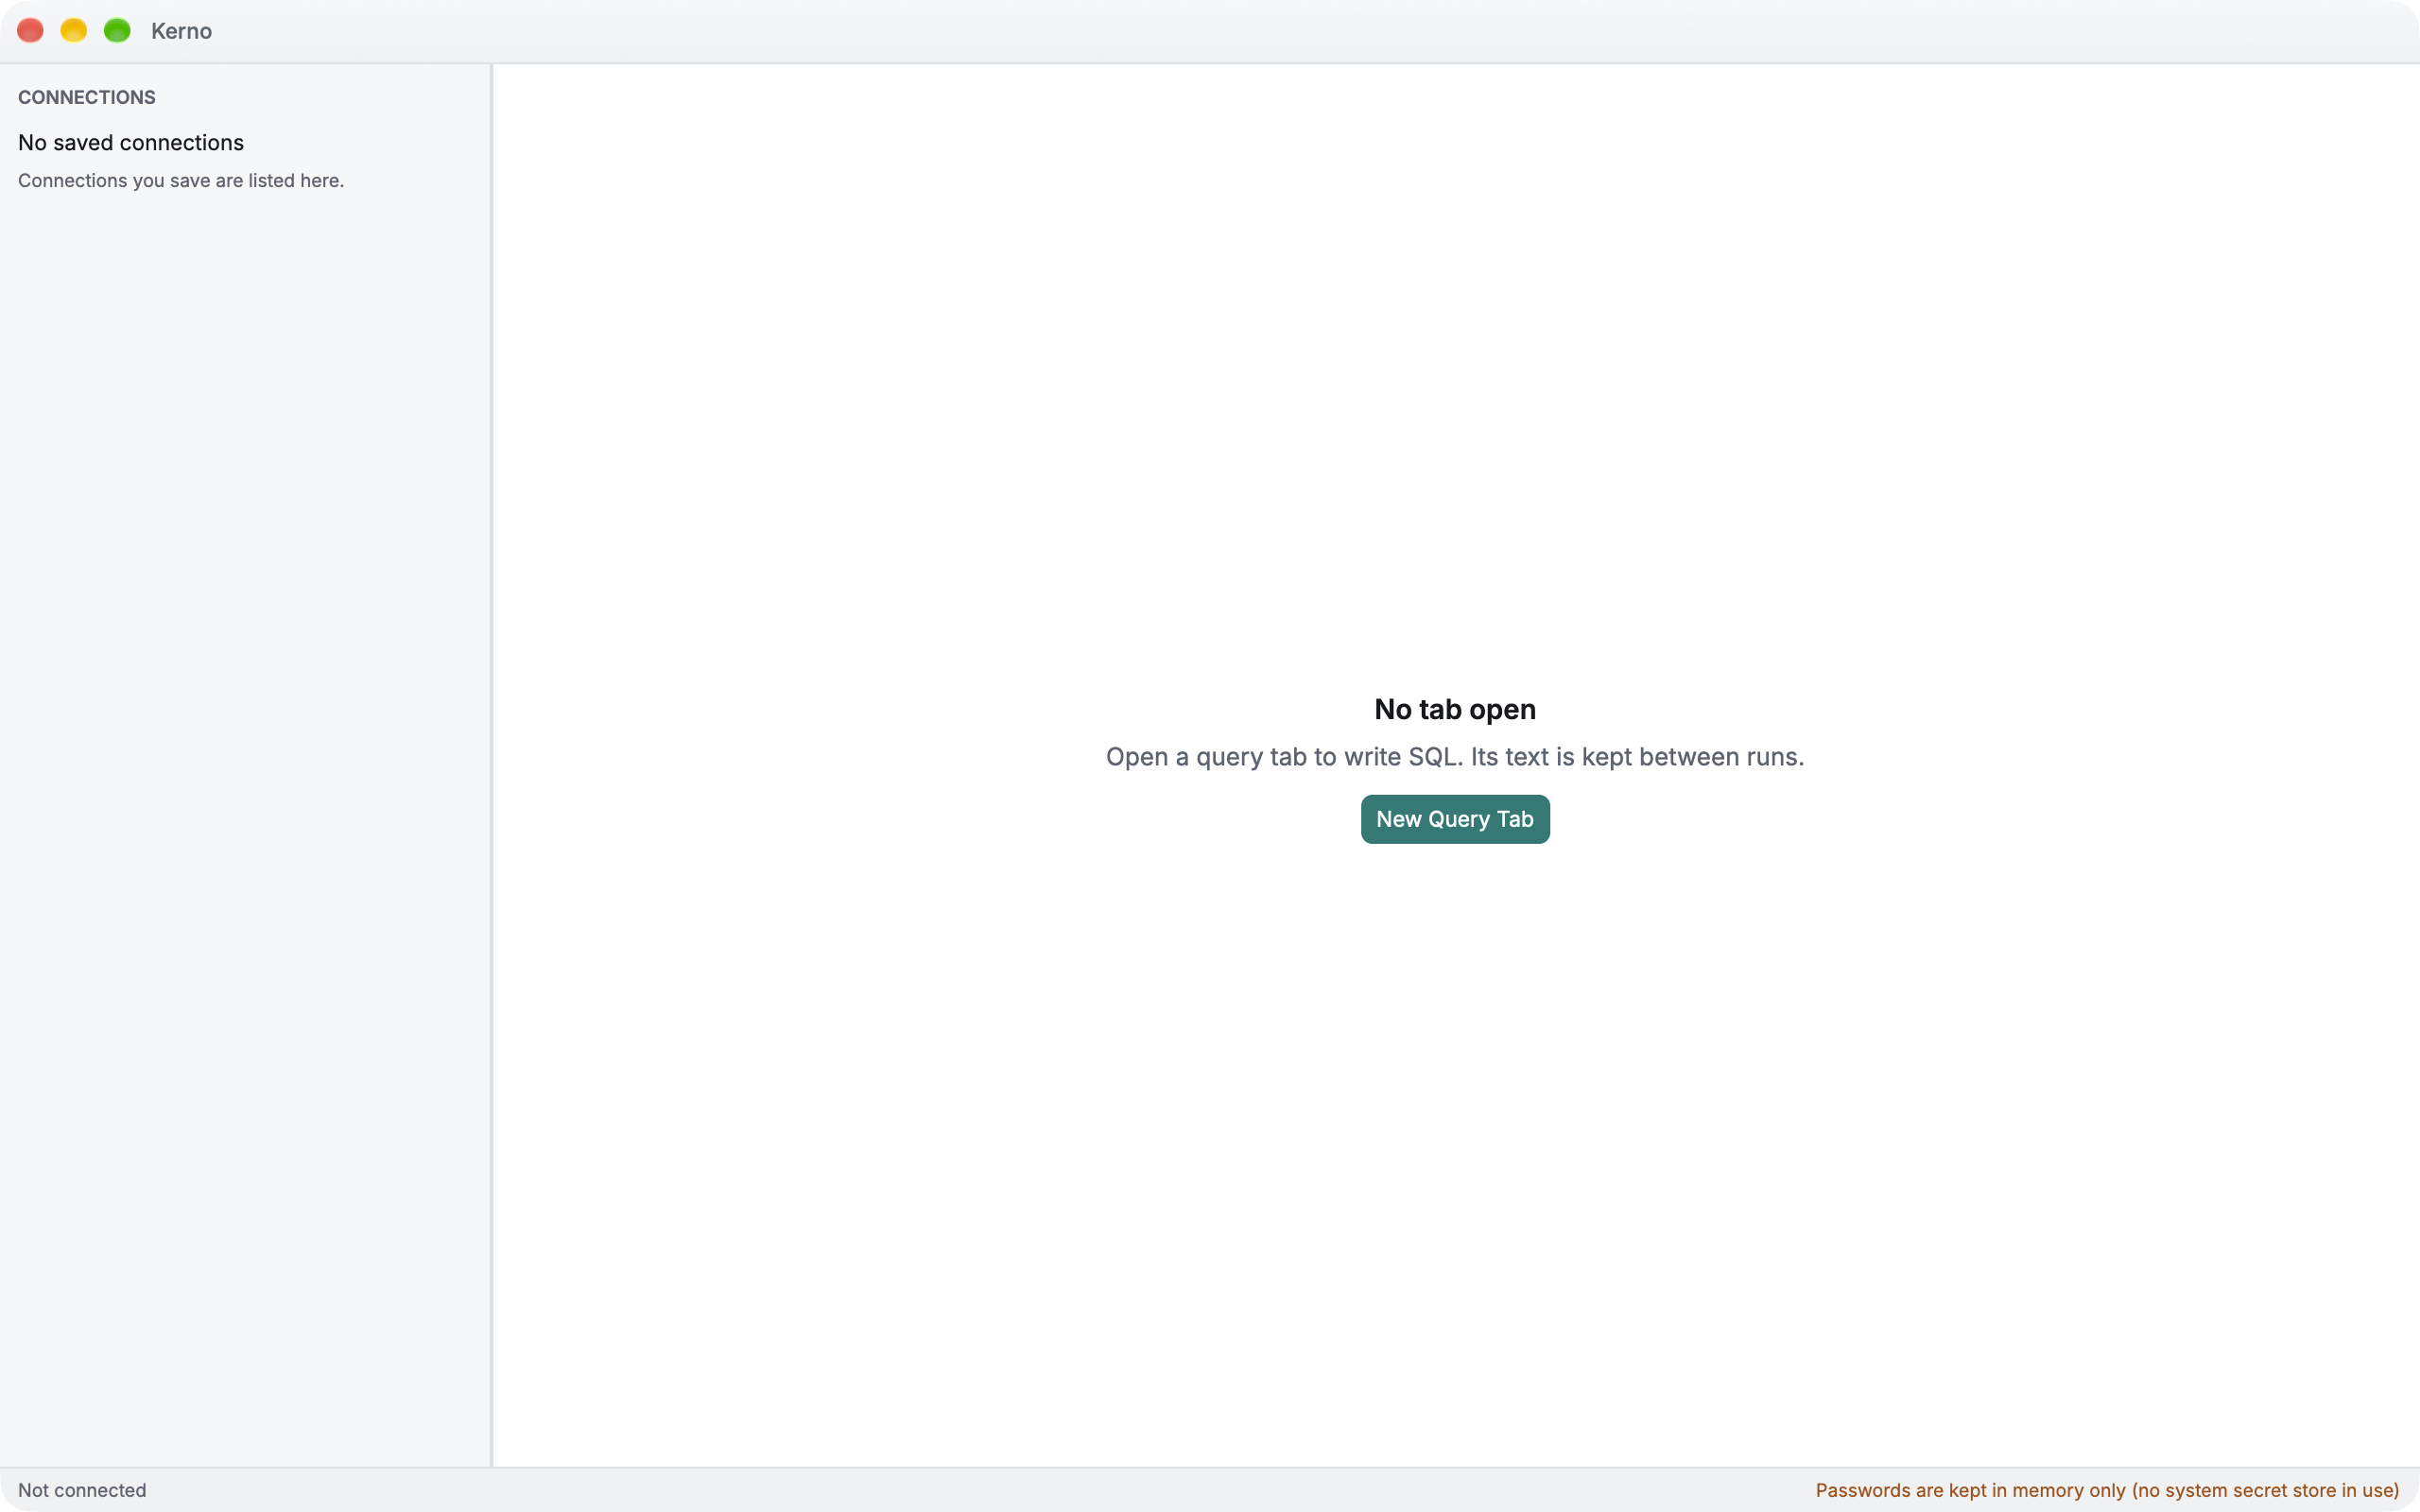 Kerno
CONNECTIONS
No saved connections
Connections you save are listed here.
No tab open
Open a query tab to write SQL. Its text is kept between runs.
New Query Tab
Not connected
Passwords are kept in memory only (no system secret store in use)